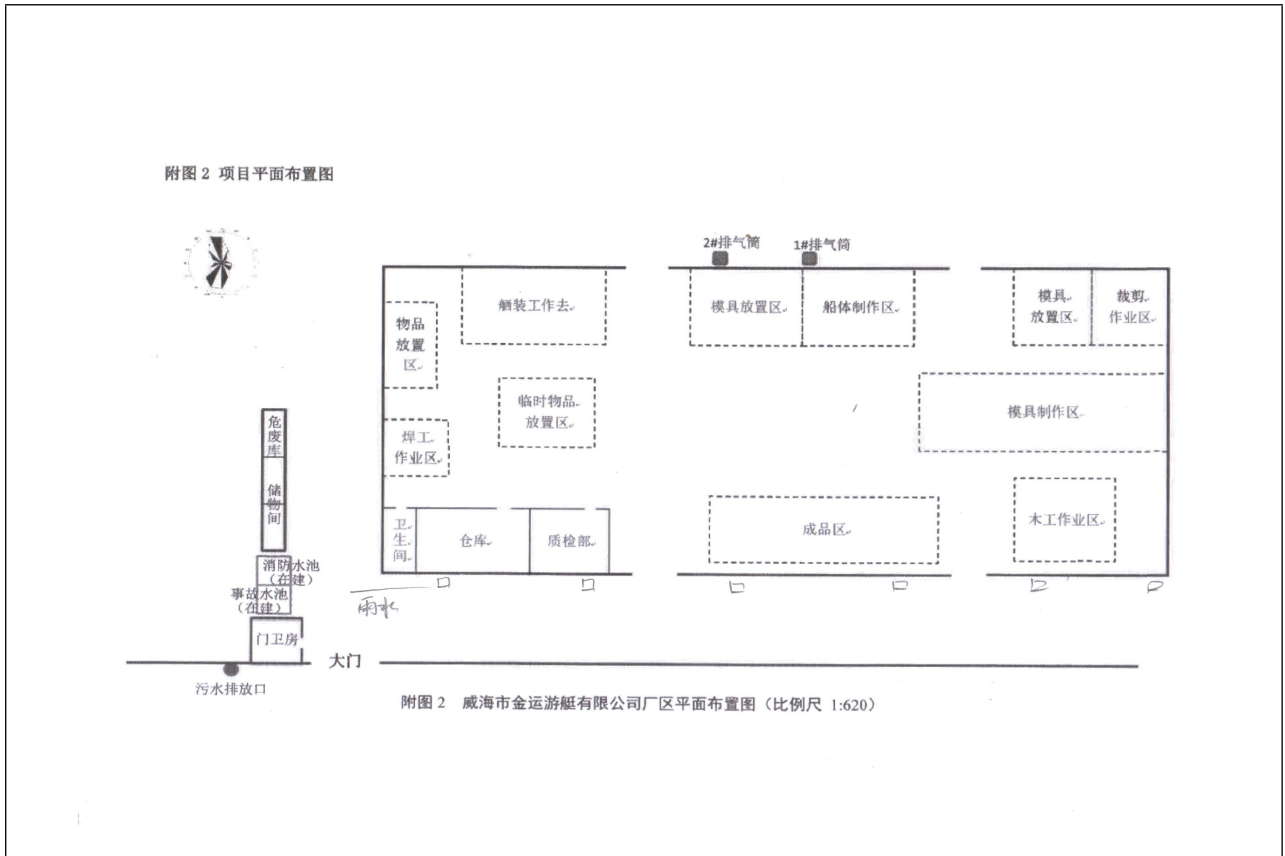 附图 2 项目平面布置图
2#排气筒
1#排气筒
舾装工作去
模具放置区
船体制作区
模具
放置区
裁剪
作业区
物品
放置
区
临时物品
放置区
模具制作区
焊工
作业区
危
废
库
储
物
间
卫
生
间
仓库
质检部
成品区
木工作业区
消防水池
（在建）
事故水池
（在建）
雨水
门卫房
大门
污水排放口
附图 2 威海市金运游艇有限公司厂区平面布置图（比例尺 1:620）